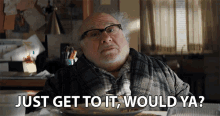 JUST GET TO IT, WOULD YA?